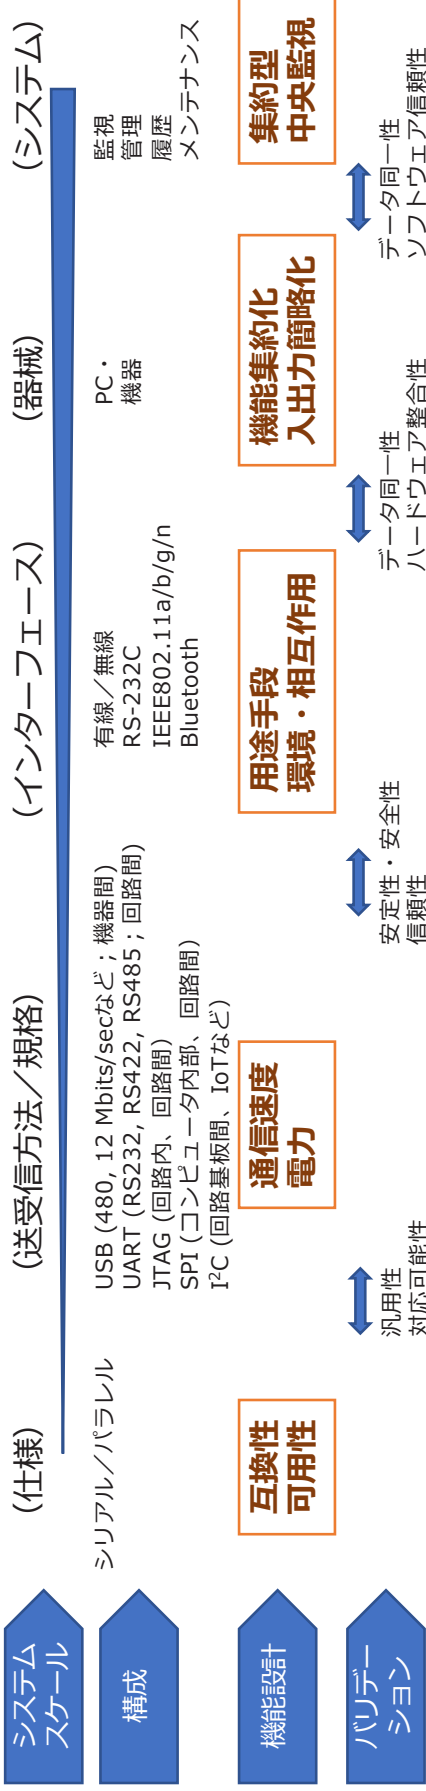 システム
スケール
(仕様)
(送受信方法／規格)
(インターフェース)
(器械)
(システム)
構成
シリアル／パラレル
USB (480, 12 Mbits/secなど ; 機器間)
UART (RS232, RS422, RS485 ; 回路間)
JTAG (回路内、回路間)
SPI (コンピュータ内部、回路間)
I²C (回路基板間、IoTなど)
有線／無線
RS-232C
IEEE802.11a/b/g/n
Bluetooth
PC・
機器
監視
管理
履歴
メンテナンス
機能設計
互換性
可用性
通信速度
電力
用途手段
環境・相互作用
機能集約化
入出力簡略化
集約型
中央監視
バリデー
ション
汎用性
対応可能性
安定性・安全性
信頼性
データ同一性
ハードウェア整合性
データ同一性
ソフトウェア信頼性